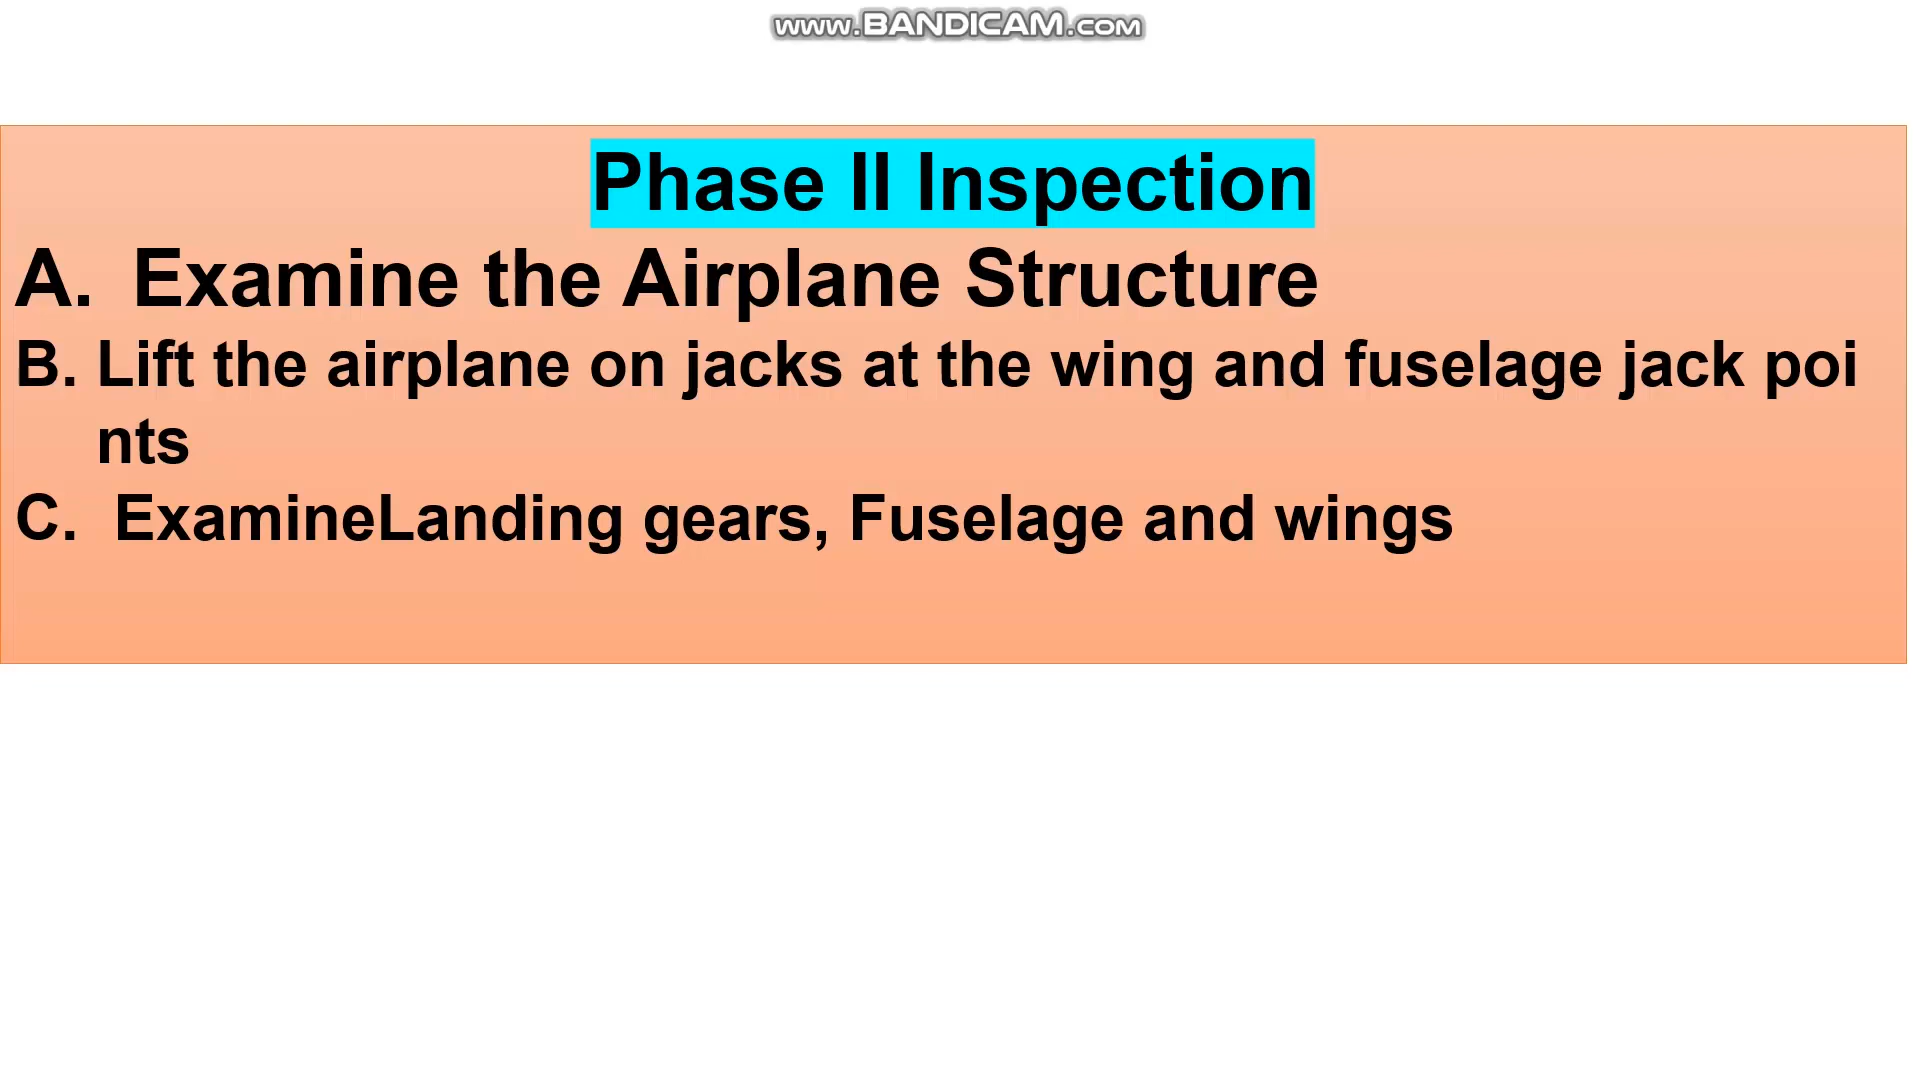 www.BANDICAM.com
Phase II Inspection
A. Examine the Airplane Structure
B. Lift the airplane on jacks at the wing and fuselage jack poi
nts
C. ExamineLanding gears, Fuselage and wings